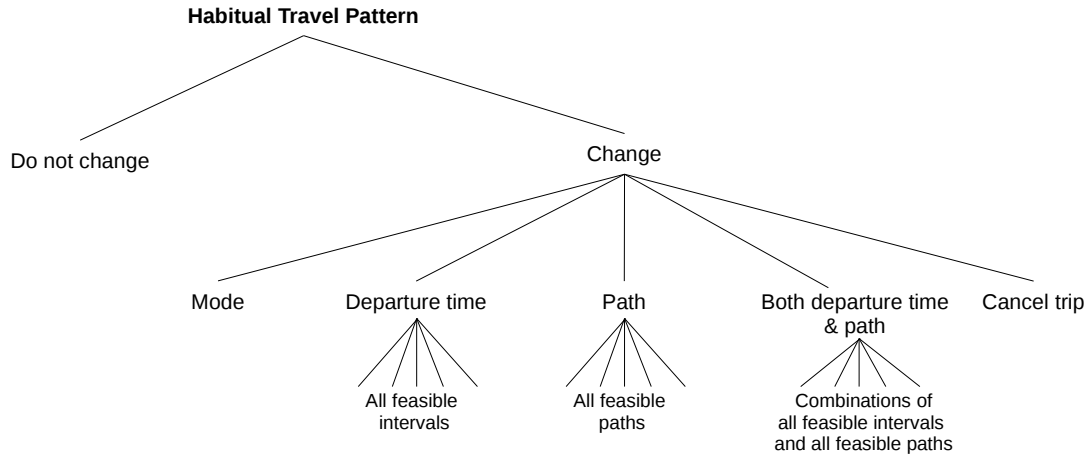 Habitual Travel Pattern
Do not change
Change
Mode
Departure time
Path
Both departure time
& path
Cancel trip
All feasible
intervals
All feasible
paths
Combinations of
all feasible intervals
and all feasible paths